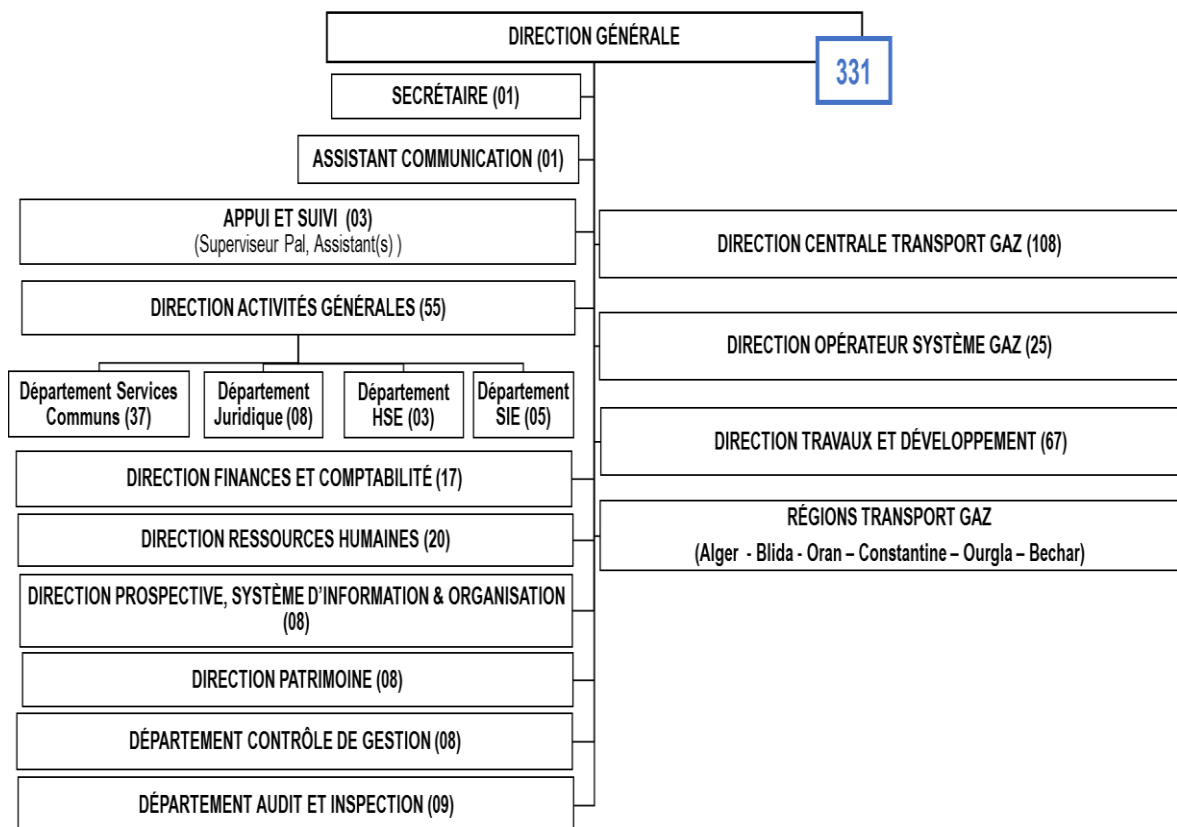 DIRECTION GÉNÉRALE
331
SECRÉTAIRE (01)
ASSISTANT COMMUNICATION (01)
APPUI ET SUIVI (03)
(Superviseur Pal, Assistant(s) )
DIRECTION ACTIVITÉS GÉNÉRALES (55)
Département Services
Communs (37)
Département
Juridique (08)
Département
HSE (03)
Département
SIE (05)
DIRECTION FINANCES ET COMPTABILITÉ (17)
DIRECTION RESSOURCES HUMAINES (20)
DIRECTION PROSPECTIVE, SYSTÈME D’INFORMATION & ORGANISATION
(08)
DIRECTION PATRIMOINE (08)
DÉPARTEMENT CONTRÔLE DE GESTION (08)
DÉPARTEMENT AUDIT ET INSPECTION (09)
DIRECTION CENTRALE TRANSPORT GAZ (108)
DIRECTION OPÉRATEUR SYSTÈME GAZ (25)
DIRECTION TRAVAUX ET DÉVELOPPEMENT (67)
RÉGIONS TRANSPORT GAZ
(Alger - Blida - Oran – Constantine – Ourgla – Bechar)